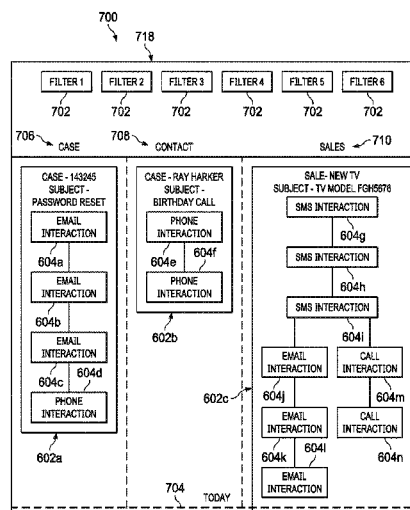 700
718
FILTER 1 FILTER 2 FILTER 3 FILTER 4 FILTER 5 FILTER 6
702 702 702 702 702 702
706 708 710
CASE CONTACT SALES
CASE - 143245
SUBJECT -
PASSWORD RESET
EMAIL
INTERACTION
604a
EMAIL
INTERACTION
604b
EMAIL
INTERACTION
604c 604d
PHONE
INTERACTION
602a
CASE - RAY HARKER
SUBJECT -
BIRTHDAY CALL
PHONE
INTERACTION
604e 604f
PHONE
INTERACTION
602b
SALE- NEW TV
SUBJECT - TV MODEL FGH5676
SMS INTERACTION
604g
SMS INTERACTION
604h
SMS INTERACTION
604i
EMAIL
INTERACTION
CALL
INTERACTION
602c
604j 604m
EMAIL
INTERACTION
CALL
INTERACTION
604k 604l 604n
EMAIL
INTERACTION
704
TODAY